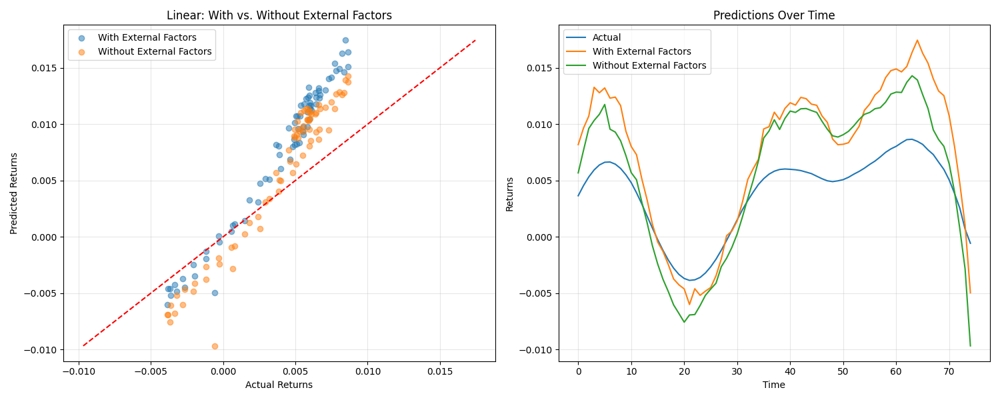 Linear: With vs. Without External Factors
With External Factors
Without External Factors
0.015
0.010
0.005
0.000
−0.005
−0.010
Predicted Returns
−0.010
−0.005
0.000
0.005
0.010
0.015
Actual Returns
Predictions Over Time
Actual
With External Factors
Without External Factors
0.015
0.010
0.005
0.000
−0.005
−0.010
Returns
0
10
20
30
40
50
60
70
Time